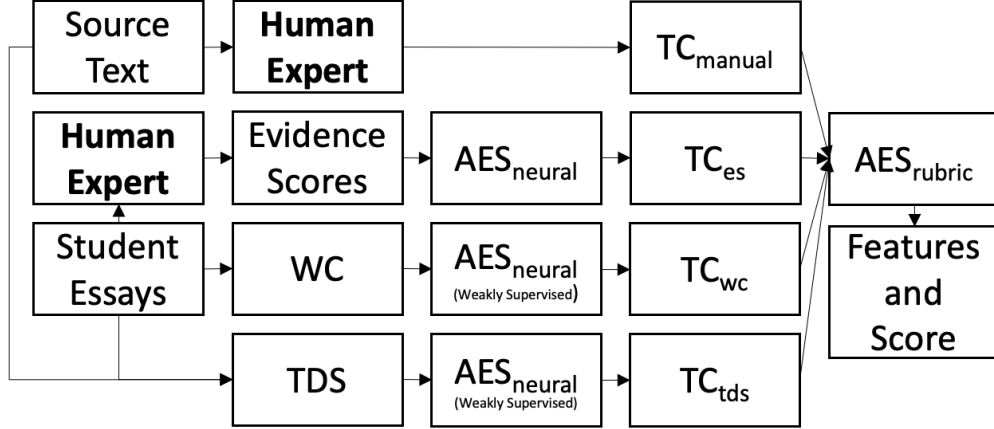 Source
Text
Human
Expert
TCmanual
Human
Expert
Evidence
Scores
AESneural
TCes
AESrubric
Student
Essays
WC
AESneural
(Weakly Supervised)
TCwc
Features
and
Score
TDS
AESneural
(Weakly Supervised)
TCtds